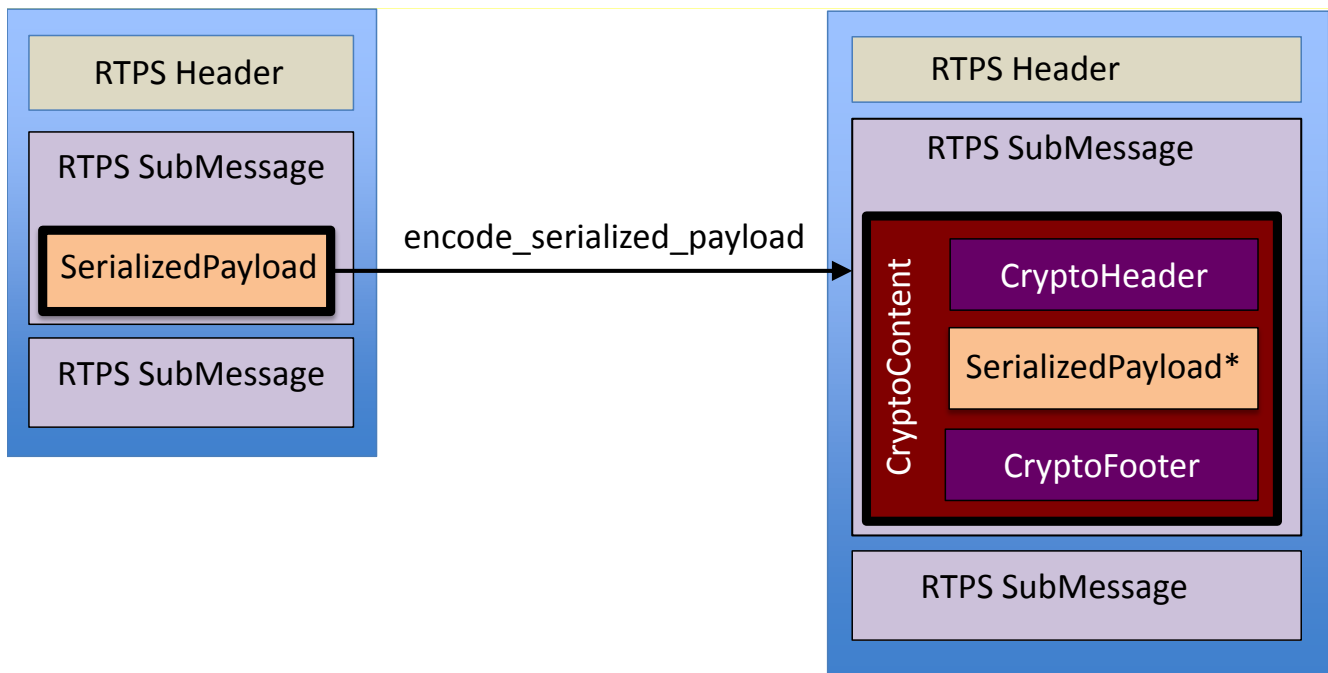 RTPS Header
RTPS SubMessage
SerializedPayload
RTPS SubMessage
encode_serialized_payload
RTPS Header
RTPS SubMessage
CryptoContent
CryptoHeader
SerializedPayload*
CryptoFooter
RTPS SubMessage